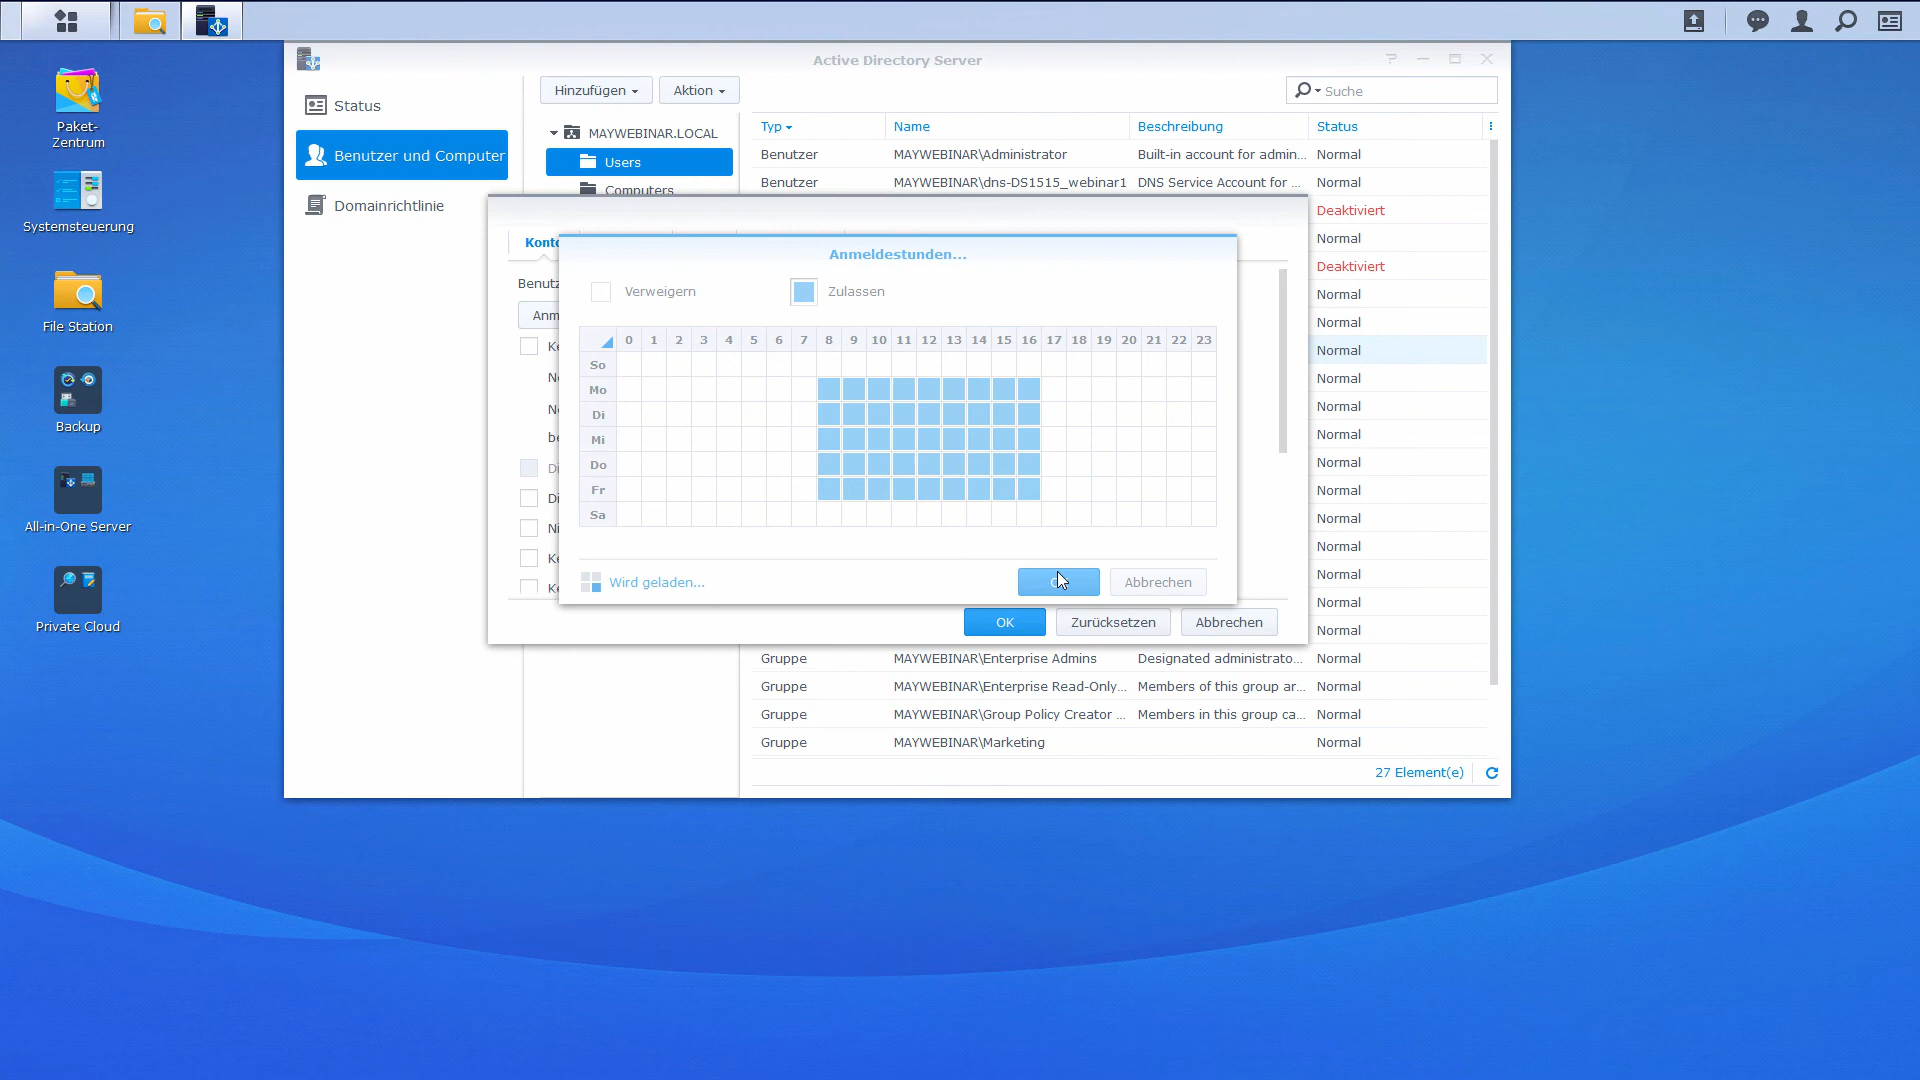 Active Directory Server
Paket-
Zentrum
Systemsteuerung
File Station
Backup
All-in-One Server
Private Cloud
Status
Benutzer und Computer
Domainrichtlinie
Hinzufügen
Aktion
Suche
MAYWEBINAR.LOCAL
Users
Computers
Typ Name Beschreibung Status
Benutzer MAYWEBINAR\Administrator Built-in account for admin... Normal
Benutzer MAYWEBINAR\dns-DS1515_webinar1 DNS Service Account for ... Normal
Deaktiviert
Normal
Deaktiviert
Normal
Normal
Normal
Normal
Normal
Normal
Normal
Normal
Normal
Normal
Normal
Normal
Normal
Gruppe MAYWEBINAR\Enterprise Admins Designated administrato... Normal
Gruppe MAYWEBINAR\Enterprise Read-Only... Members of this group ar... Normal
Gruppe MAYWEBINAR\Group Policy Creator ... Members in this group ca... Normal
Gruppe MAYWEBINAR\Marketing Normal
27 Element(e)
Anmeldestunden...
Verweigern Zulassen
0 1 2 3 4 5 6 7 8 9 10 11 12 13 14 15 16 17 18 19 20 21 22 23
So
Mo
Di
Mi
Do
Fr
Sa
Wird geladen...
Abbrechen
OK Zurücksetzen Abbrechen